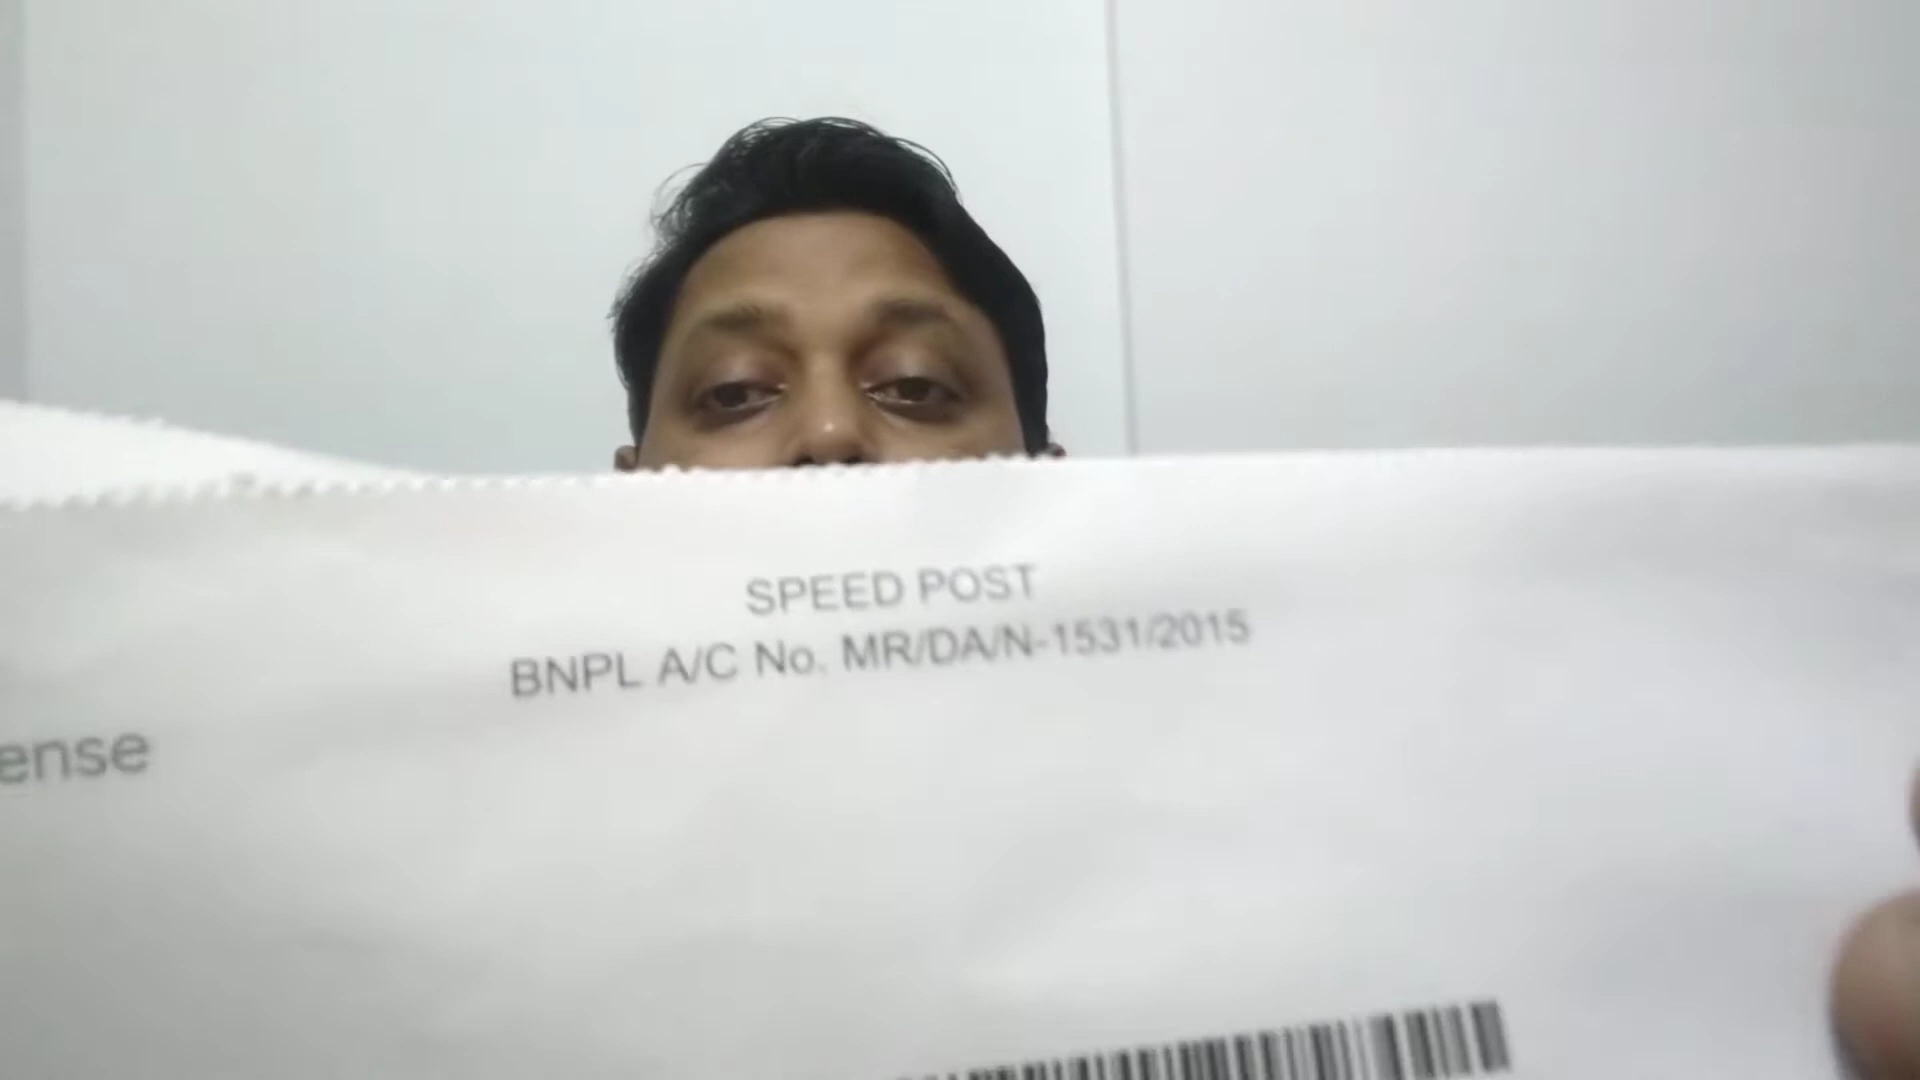 SPEED POST
BNPL A/C No. MR/DA/N-1531/2015
ense